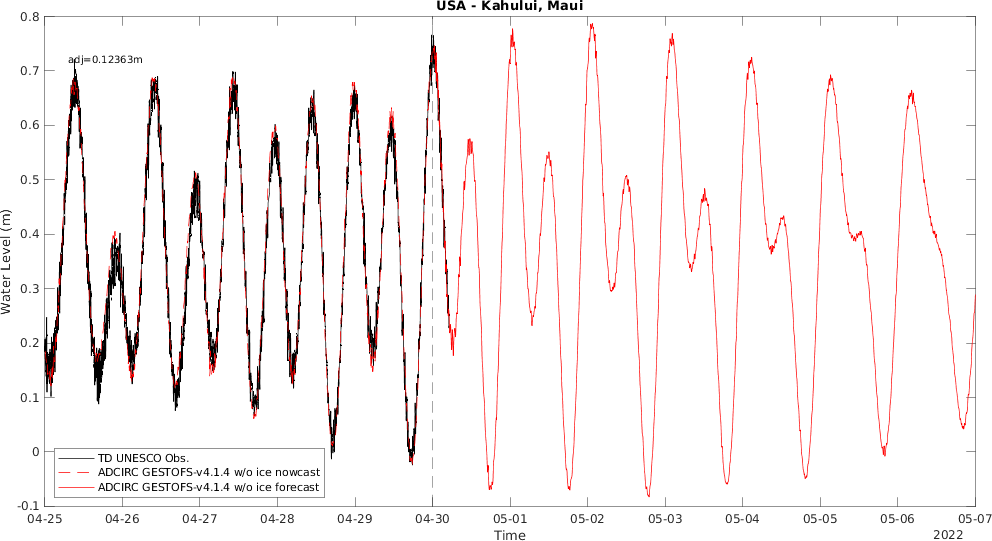 USA - Kahului, Maui
adj=0.12363m
0.8
0.7
0.6
0.5
0.4
0.3
0.2
0.1
0
-0.1
Water Level (m)
TD UNESCO Obs.
ADCIRC GESTOFS-v4.1.4 w/o ice nowcast
ADCIRC GESTOFS-v4.1.4 w/o ice forecast
04-25 04-26 04-27 04-28 04-29 04-30 05-01 05-02 05-03 05-04 05-05 05-06 05-07
Time
2022